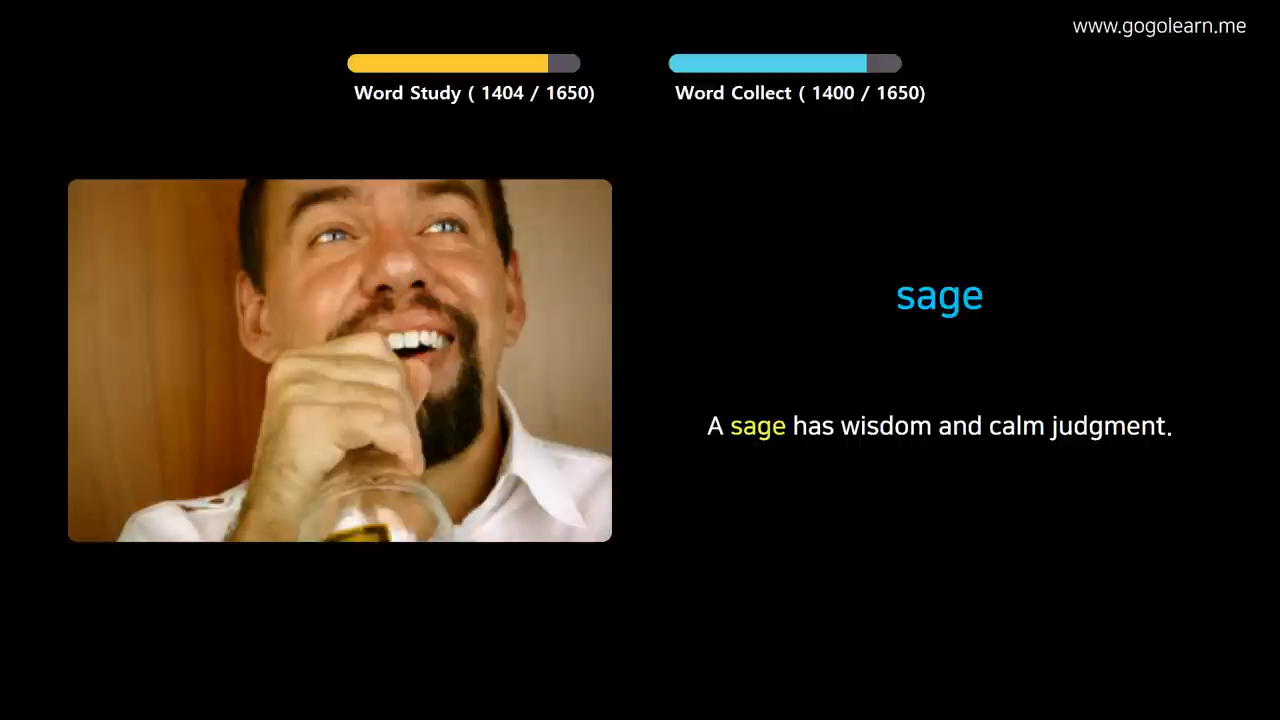 www.gogolearn.me
Word Study ( 1404 / 1650)
Word Collect ( 1400 / 1650)
sage
A sage has wisdom and calm judgment.